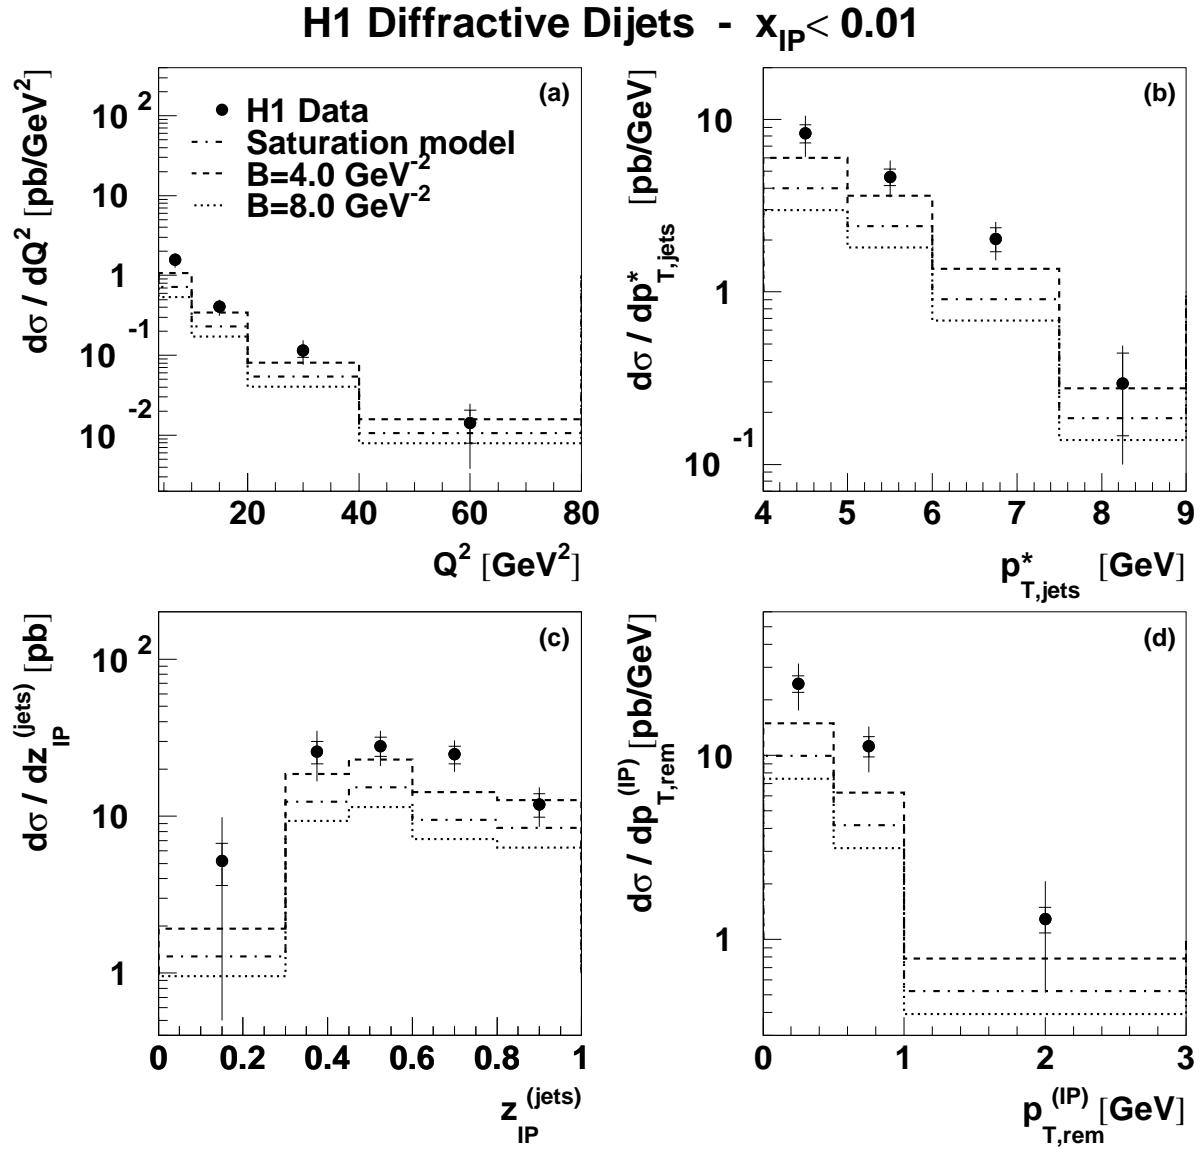 H1 Diffractive Dijets - x_IP < 0.01
dσ / dQ² [pb/GeV²]
(a)
H1 Data
Saturation model
B=4.0 GeV⁻²
B=8.0 GeV⁻²
10²
10
1
10⁻¹
10⁻²
20 40 60 80
Q² [GeV²]
dσ / dp*_T,jets [pb/GeV]
(b)
10
1
10⁻¹
4 5 6 7 8 9
p*_T,jets [GeV]
dσ / dz_IP^(jets) [pb]
(c)
10²
10
1
0 0.2 0.4 0.6 0.8 1
z_IP^(jets)
dσ / dp_T,rem^(IP) [pb/GeV]
(d)
10
1
0 1 2 3
p_T,rem^(IP) [GeV]